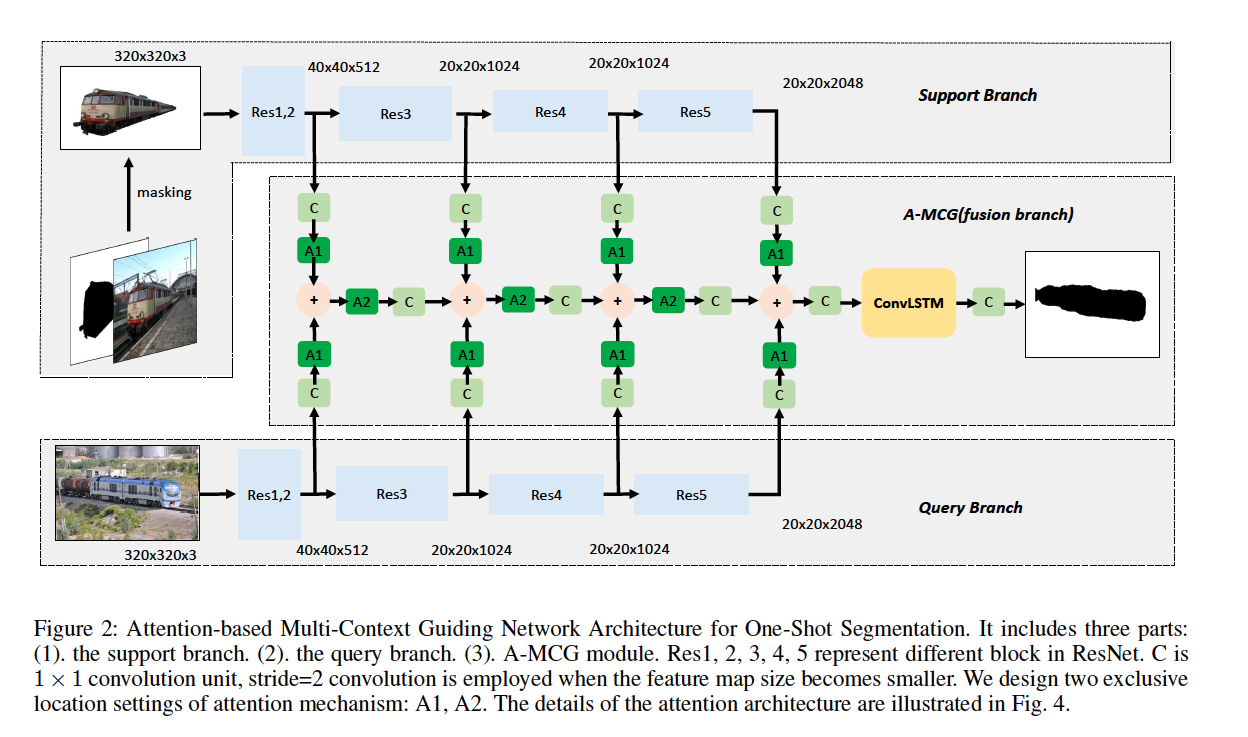 320x320x3
40x40x512
20x20x1024
20x20x1024
20x20x2048
Res1,2
Res3
Res4
Res5
Support Branch
masking
A-MCG(fusion branch)
C
C
C
C
A1
A1
A1
A1
+
A2
C
+
A2
C
+
A2
C
+
C
ConvLSTM
C
A1
A1
A1
A1
C
C
C
C
Res1,2
Res3
Res4
Res5
Query Branch
320x320x3
40x40x512
20x20x1024
20x20x1024
20x20x2048
Figure 2: Attention-based Multi-Context Guiding Network Architecture for One-Shot Segmentation. It includes three parts:
(1). the support branch. (2). the query branch. (3). A-MCG module. Res1, 2, 3, 4, 5 represent different block in ResNet. C is
1 × 1 convolution unit, stride=2 convolution is employed when the feature map size becomes smaller. We design two exclusive
location settings of attention mechanism: A1, A2. The details of the attention architecture are illustrated in Fig. 4.